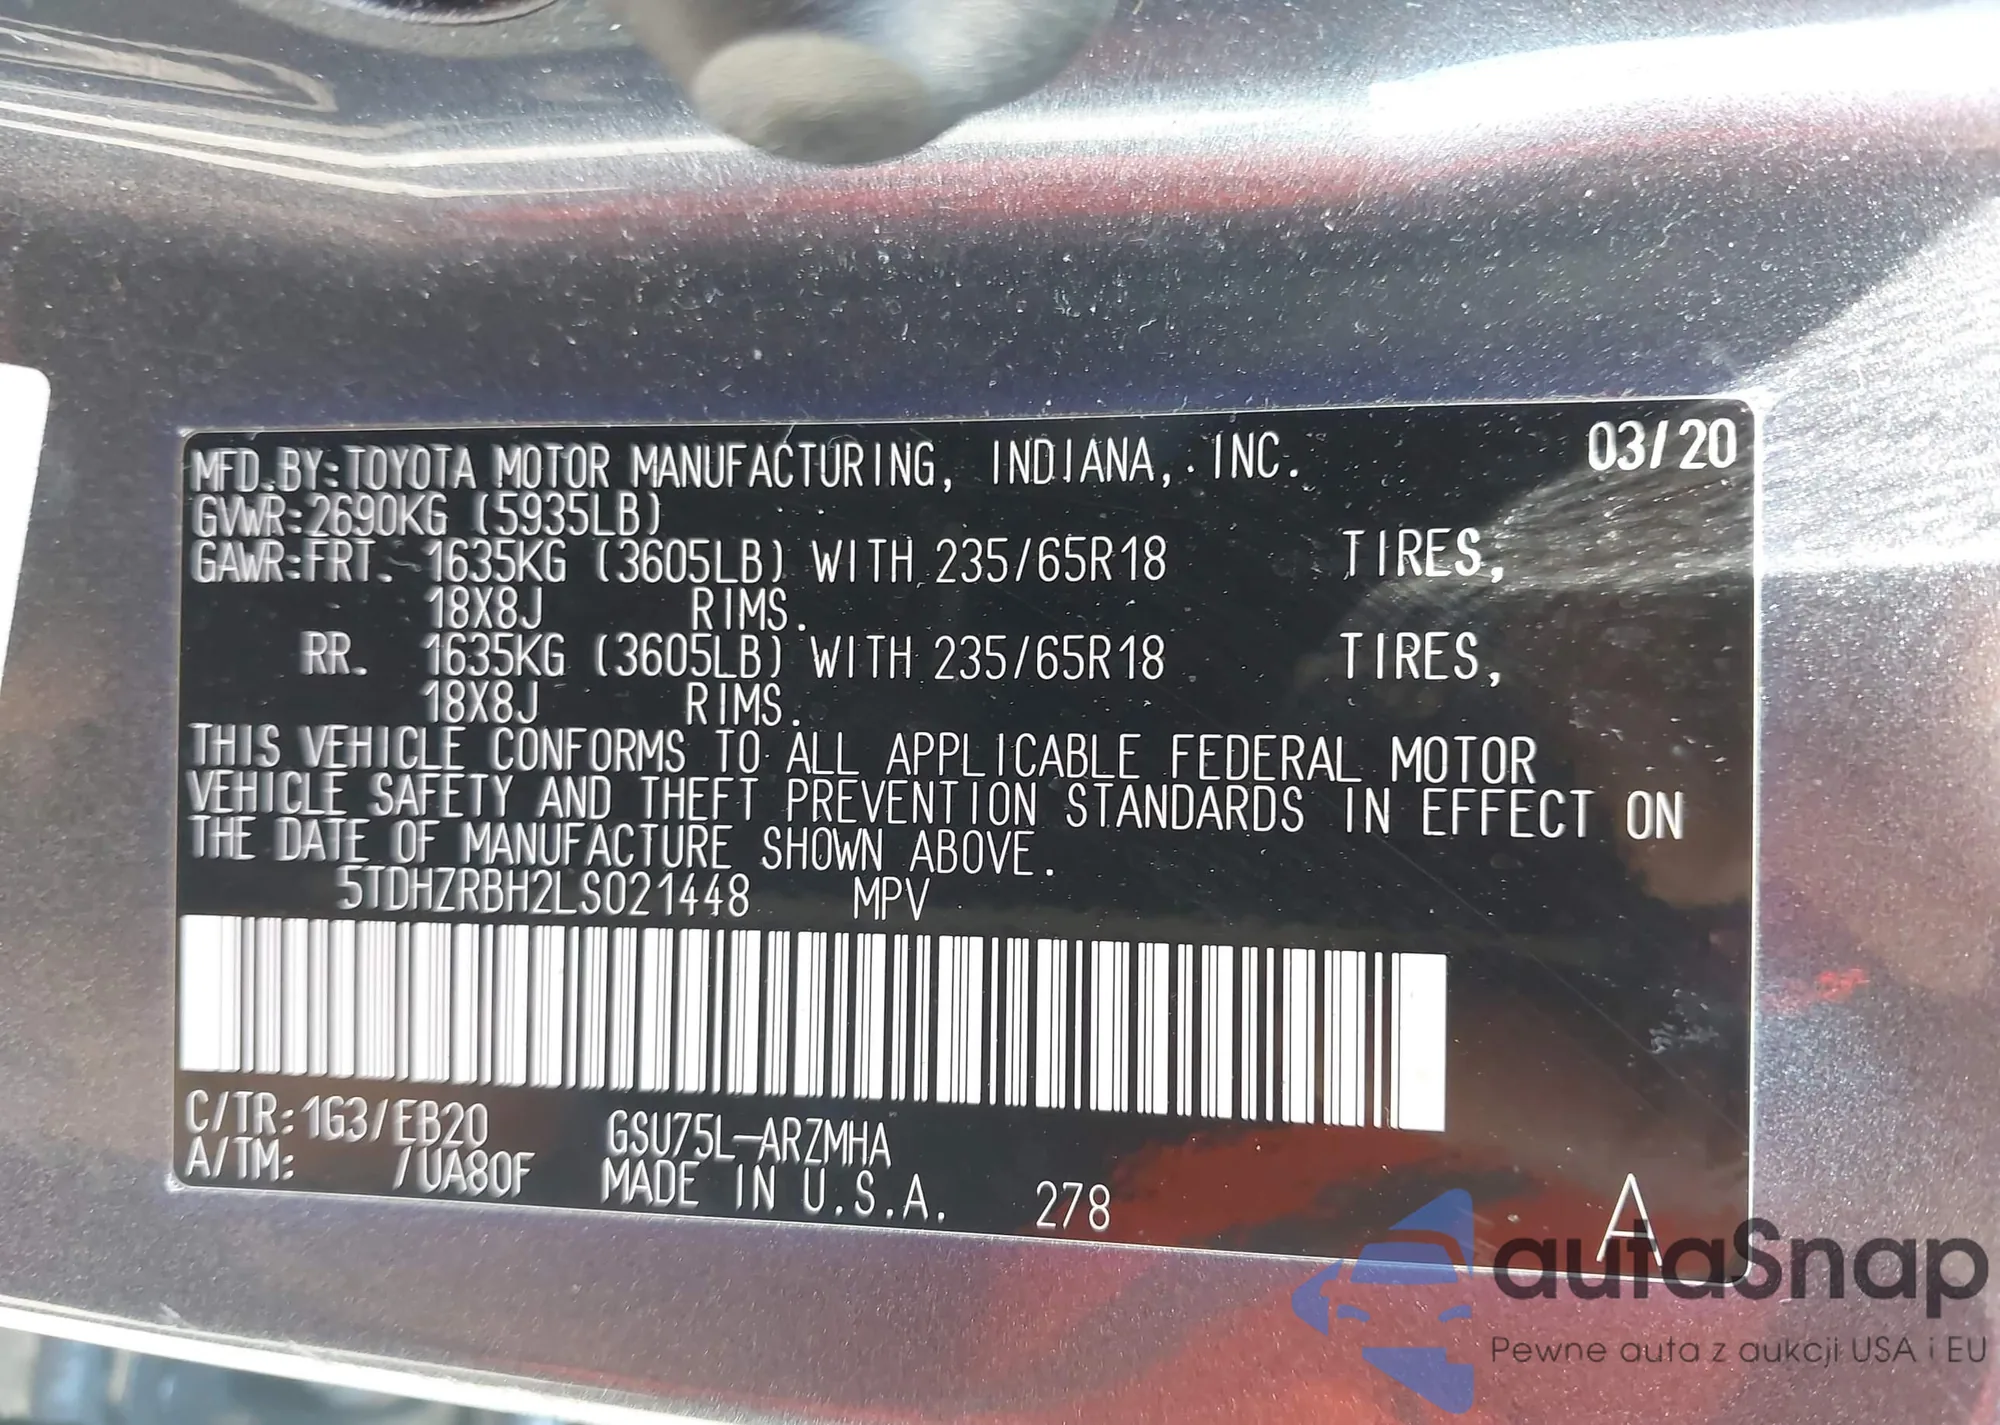 MFD.BY:TOYOTA MOTOR MANUFACTURING, INDIANA, INC. 03/20
GVWR:2690KG (5935LB)
GAWR:FRT. 1635KG (3605LB) WITH 235/65R18 TIRES,
18X8J RIMS.
RR. 1635KG (3605LB) WITH 235/65R18 TIRES,
18X8J RIMS.
THIS VEHICLE CONFORMS TO ALL APPLICABLE FEDERAL MOTOR
VEHICLE SAFETY AND THEFT PREVENTION STANDARDS IN EFFECT ON
THE DATE OF MANUFACTURE SHOWN ABOVE.
5TDHZRBH2LS021448 MPV
C/TR:1G3/EB20 GSU75L-ARZMHA
A/TM: /UA80F MADE IN U.S.A. 278 A
autaSnap
Pewne auta z aukcji USA i EU